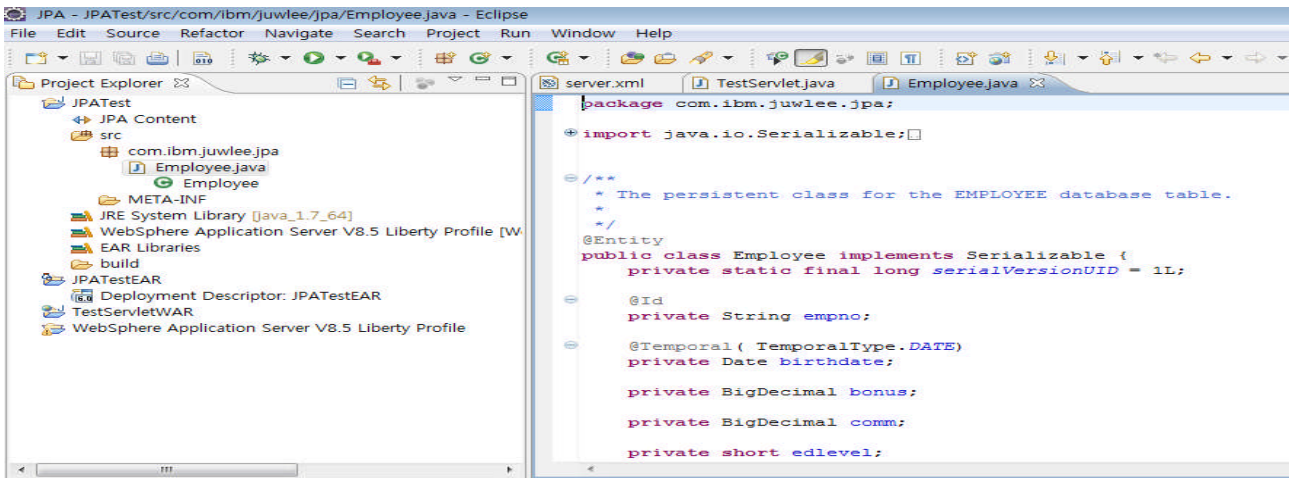 JPA - JPATest/src/com/ibm/juwlee/jpa/Employee.java - Eclipse
File Edit Source Refactor Navigate Search Project Run Window Help
Project Explorer
JPATest
JPA Content
src
com.ibm.juwlee.jpa
Employee.java
Employee
META-INF
JRE System Library [java_1.7_64]
WebSphere Application Server V8.5 Liberty Profile [W
EAR Libraries
build
JPATestEAR
Deployment Descriptor: JPATestEAR
TestServletWAR
WebSphere Application Server V8.5 Liberty Profile
server.xml TestServlet.java Employee.java
package com.ibm.juwlee.jpa;
import java.io.Serializable;
/**
* The persistent class for the EMPLOYEE database table.
*
*/
@Entity
public class Employee implements Serializable {
private static final long serialVersionUID = 1L;
@Id
private String empno;
@Temporal( TemporalType.DATE)
private Date birthdate;
private BigDecimal bonus;
private BigDecimal comm;
private short edlevel;